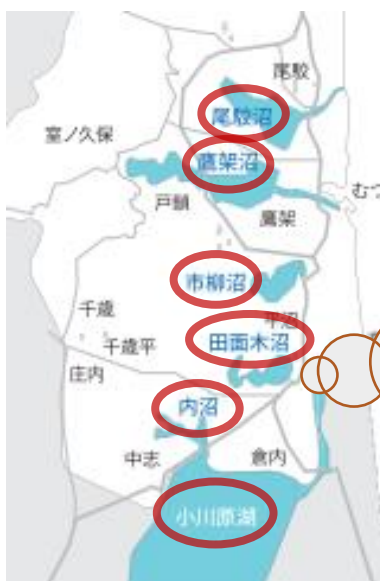 尾駮
尾駮沼
室ノ久保
鷹架沼
むつ
戸鎖
鷹架
市柳沼
千歳
平沼
千歳平
田面木沼
庄内
内沼
中志
倉内
小川原湖